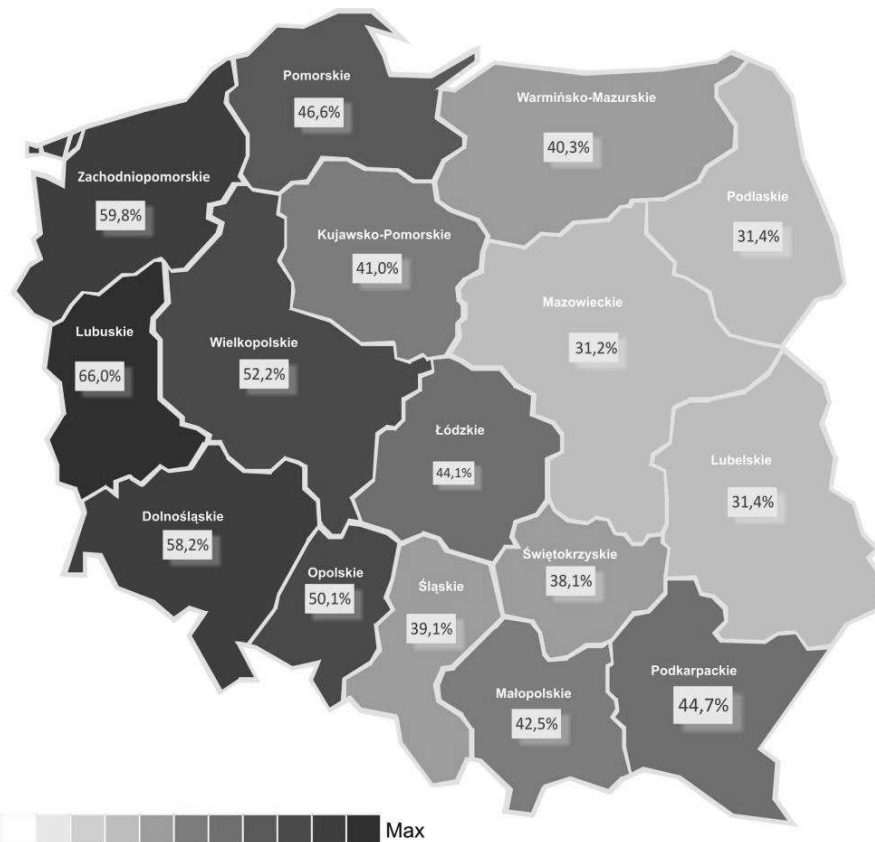 Pomorskie
46,6%
Warmińsko-Mazurskie
40,3%
Zachodniopomorskie
59,8%
Podlaskie
31,4%
Kujawsko-Pomorskie
41,0%
Mazowieckie
31,2%
Lubuskie
66,0%
Wielkopolskie
52,2%
Łódzkie
44,1%
Lubelskie
31,4%
Dolnośląskie
58,2%
Opolskie
50,1%
Śląskie
39,1%
Świętokrzyskie
38,1%
Małopolskie
42,5%
Podkarpackie
44,7%
Max